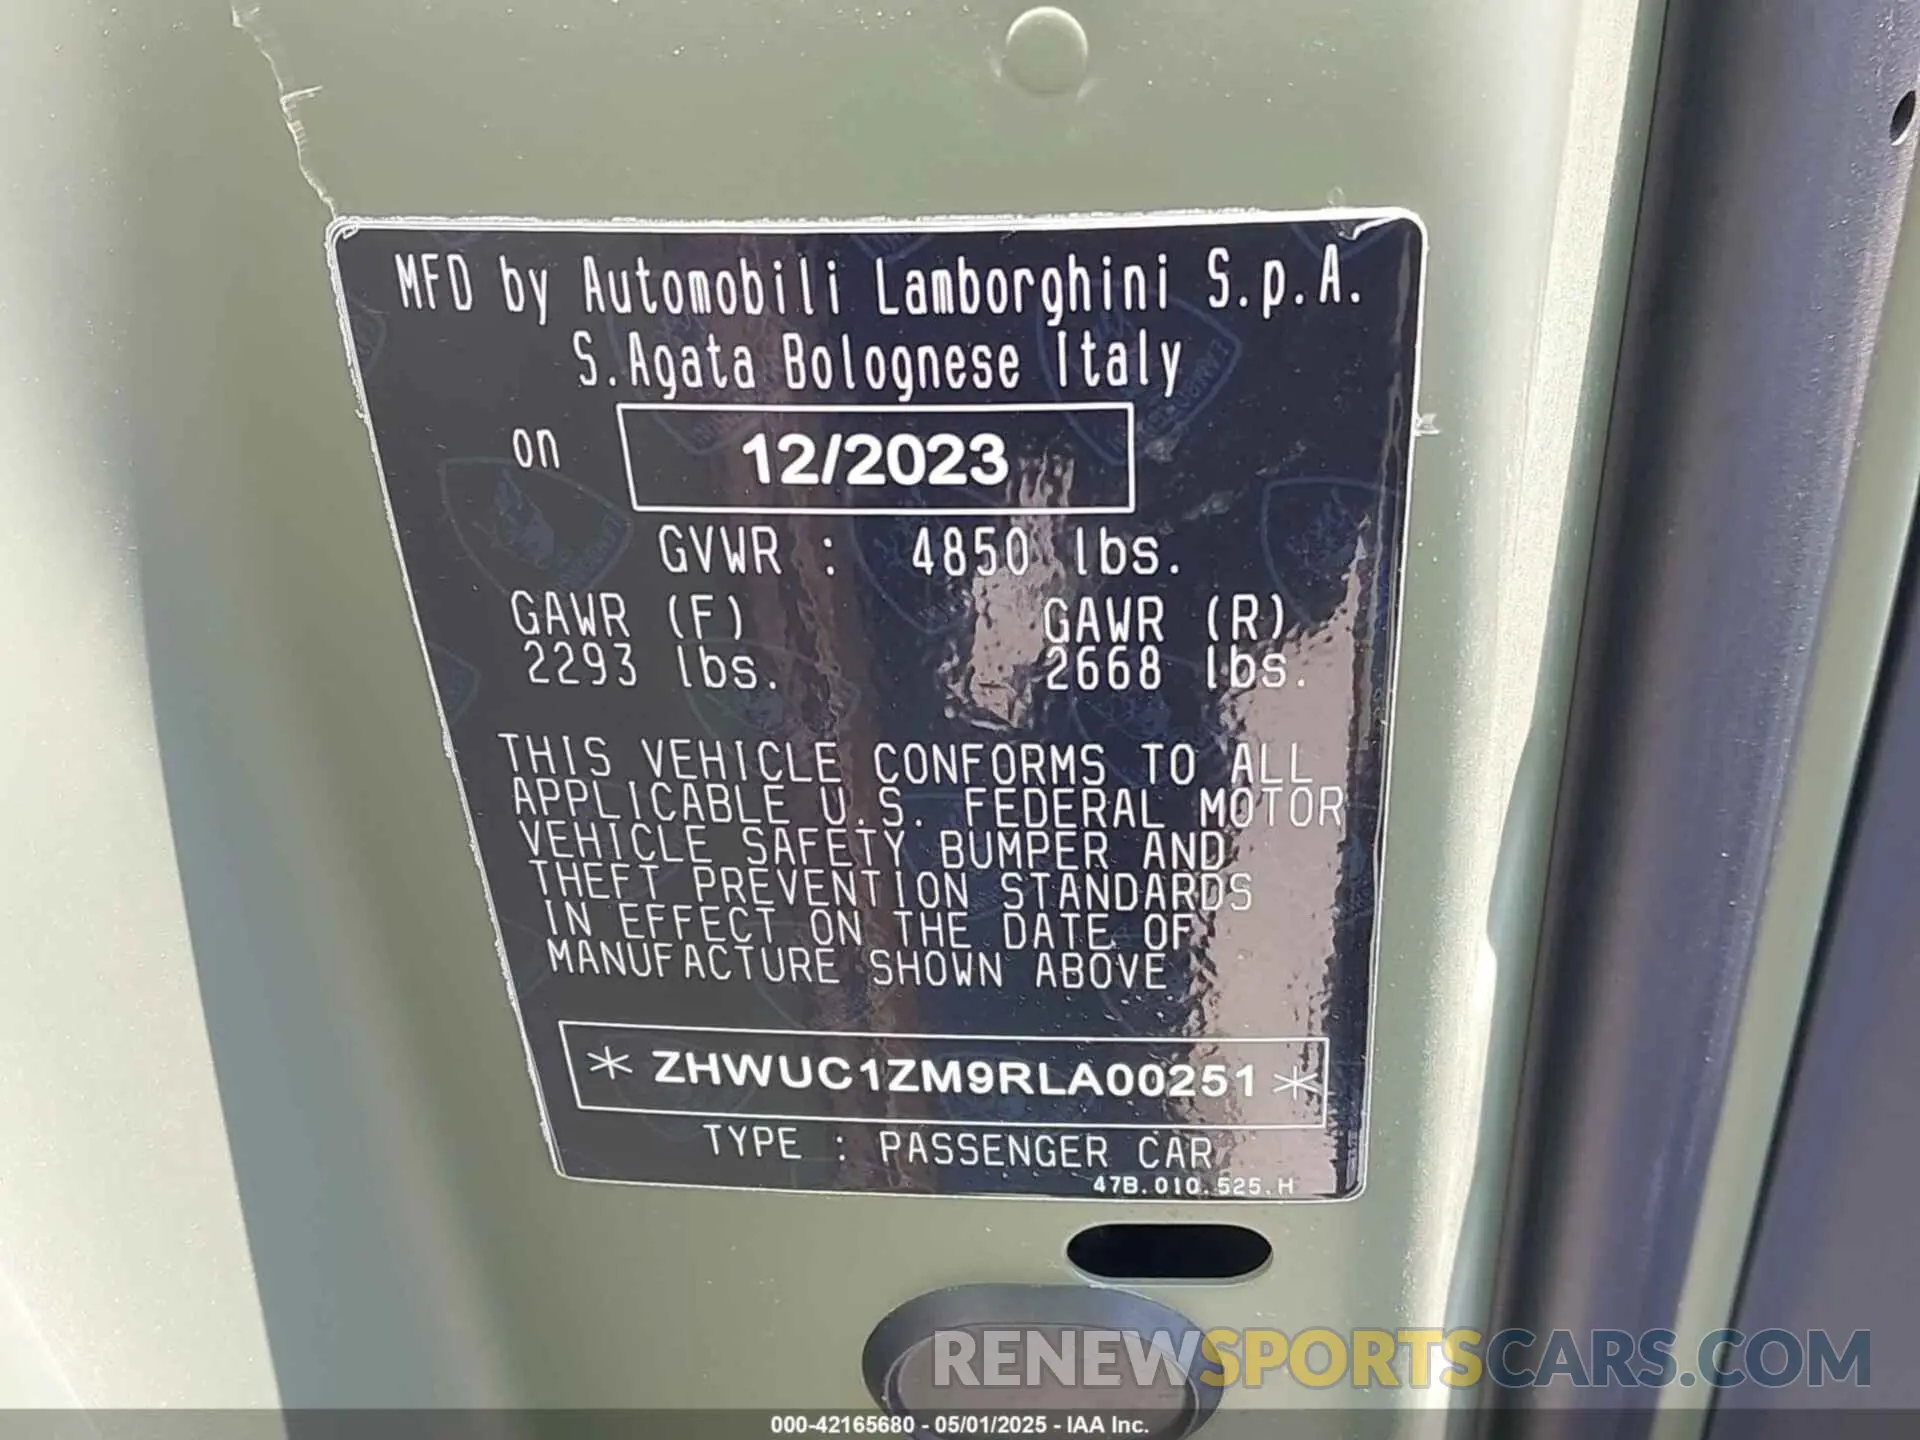 MFD by Automobili Lamborghini S.p.A.
S.Agata Bolognese Italy
on 12/2023
GVWR : 4850 lbs.
GAWR (F) GAWR (R)
2293 lbs. 2668 lbs.
THIS VEHICLE CONFORMS TO ALL
APPLICABLE U.S. FEDERAL MOTOR
VEHICLE SAFETY BUMPER AND
THEFT PREVENTION STANDARDS
IN EFFECT ON THE DATE OF
MANUFACTURE SHOWN ABOVE
* ZHWUC1ZM9RLA00251 *
TYPE : PASSENGER CAR
47B.010.525.H
RENEWSPORTSCARS.COM
000-42165680 - 05/01/2025 - IAA Inc.